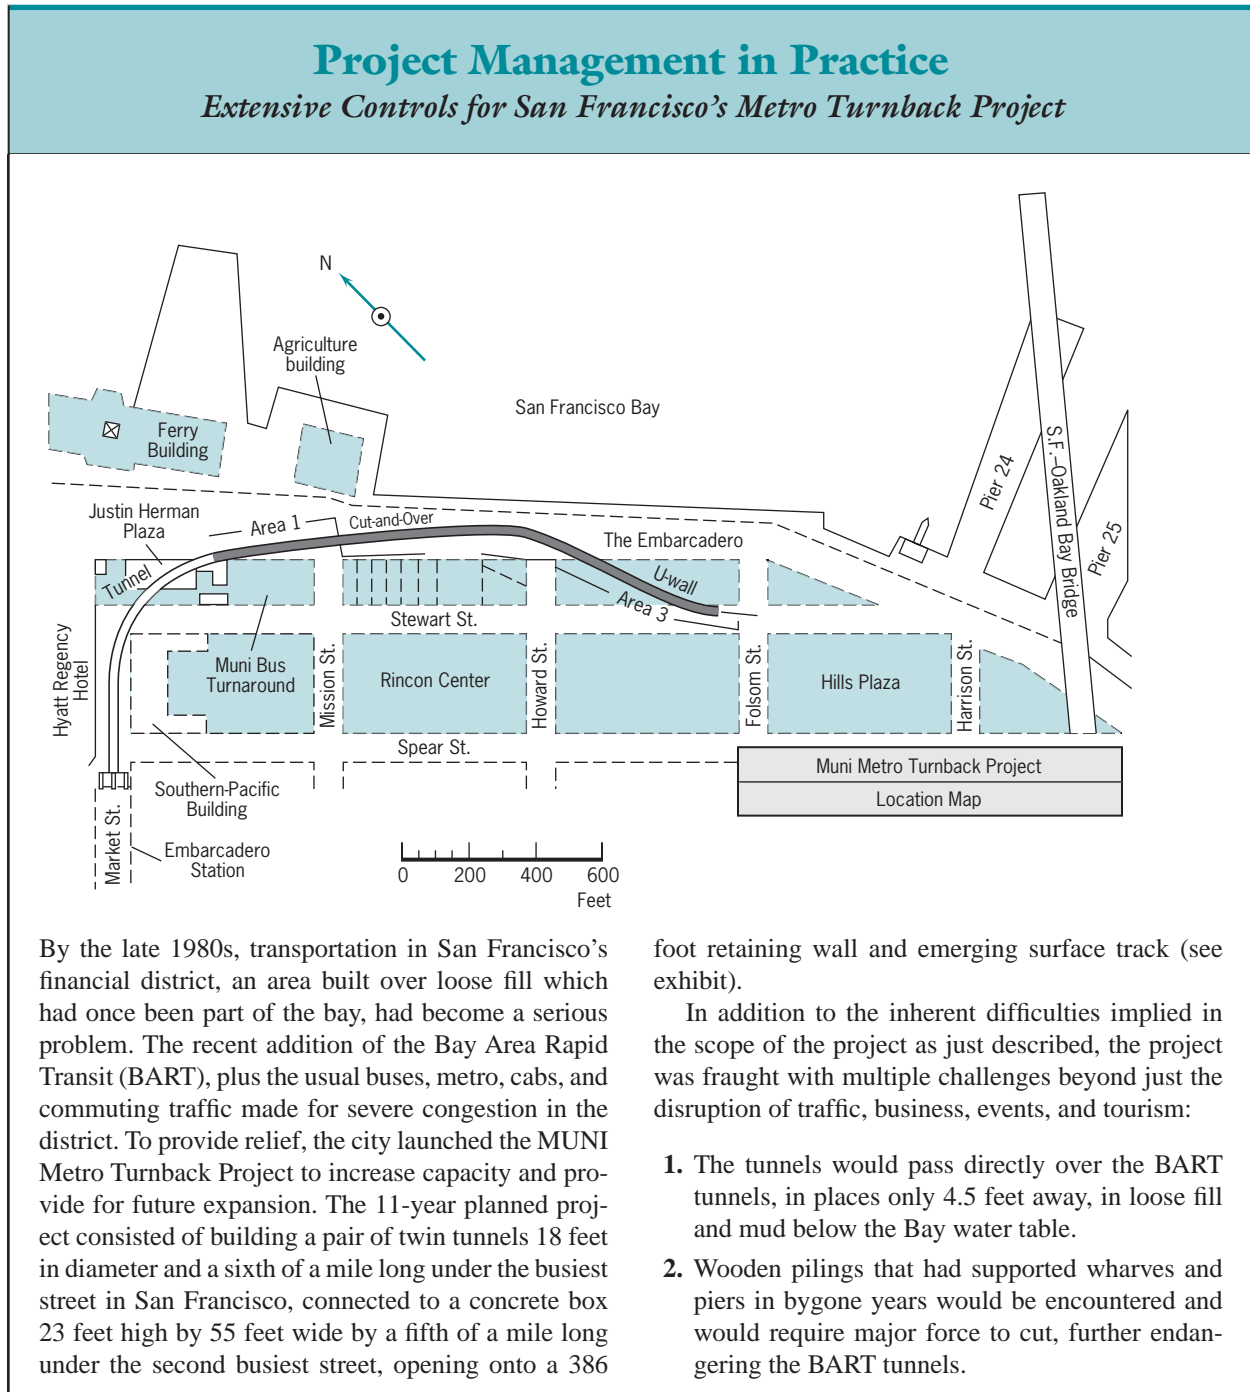 Project Management in Practice
Extensive Controls for San Francisco's Metro Turnback Project
N
Agriculture
building
San Francisco Bay
Ferry
Building
S.F.–Oakland Bay Bridge
Pier 24
Pier 25
Justin Herman
Plaza
Area 1
Cut-and-Over
The Embarcadero
Tunnel
U-wall
Area 3
Stewart St.
Hyatt Regency
Hotel
Muni Bus
Turnaround
Mission St.
Rincon Center
Howard St.
Folsom St.
Hills Plaza
Harrison St.
Spear St.
Southern-Pacific
Building
Muni Metro Turnback Project
Location Map
Market St.
Embarcadero
Station
0 200 400 600
Feet
By the late 1980s, transportation in San Francisco's
financial district, an area built over loose fill which
had once been part of the bay, had become a serious
problem. The recent addition of the Bay Area Rapid
Transit (BART), plus the usual buses, metro, cabs, and
commuting traffic made for severe congestion in the
district. To provide relief, the city launched the MUNI
Metro Turnback Project to increase capacity and pro-
vide for future expansion. The 11-year planned proj-
ect consisted of building a pair of twin tunnels 18 feet
in diameter and a sixth of a mile long under the busiest
street in San Francisco, connected to a concrete box
23 feet high by 55 feet wide by a fifth of a mile long
under the second busiest street, opening onto a 386
foot retaining wall and emerging surface track (see
exhibit).
In addition to the inherent difficulties implied in
the scope of the project as just described, the project
was fraught with multiple challenges beyond just the
disruption of traffic, business, events, and tourism:
1. The tunnels would pass directly over the BART
tunnels, in places only 4.5 feet away, in loose fill
and mud below the Bay water table.
2. Wooden pilings that had supported wharves and
piers in bygone years would be encountered and
would require major force to cut, further endan-
gering the BART tunnels.